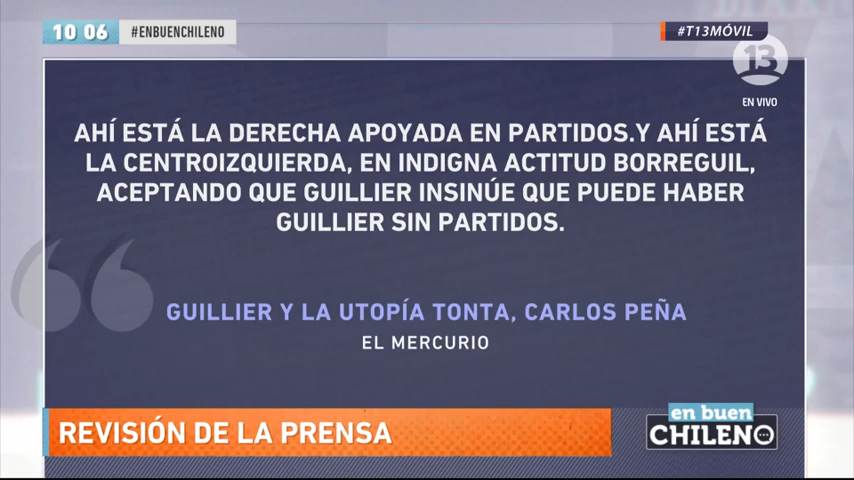 10 06
#ENBUENCHILENO
#T13MÓVIL
13
EN VIVO
AHÍ ESTÁ LA DERECHA APOYADA EN PARTIDOS.Y AHÍ ESTÁ
LA CENTROIZQUIERDA, EN INDIGNA ACTITUD BORREGUIL,
ACEPTANDO QUE GUILLIER INSINÚE QUE PUEDE HABER
GUILLIER SIN PARTIDOS.
GUILLIER Y LA UTOPÍA TONTA, CARLOS PEÑA
EL MERCURIO
REVISIÓN DE LA PRENSA
en buen
CHILENO